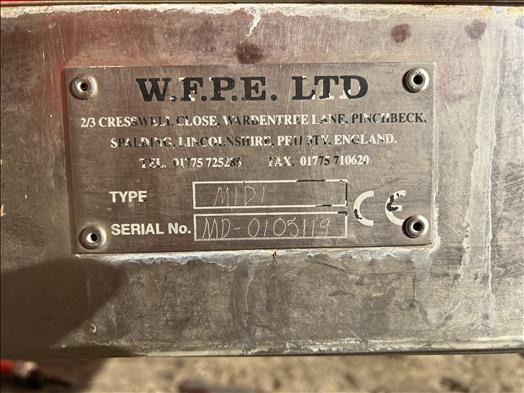 W.F.P.E. LTD
2/3 CRESSWELL CLOSE, WARDENTREE LANE, PINCHBECK,
SPALDING, LINCOLNSHIRE, PE11 3TY, ENGLAND.
TEL 01775 725288 FAX 01775 710620
TYPE MIDI
SERIAL No. MD-0105119
CE